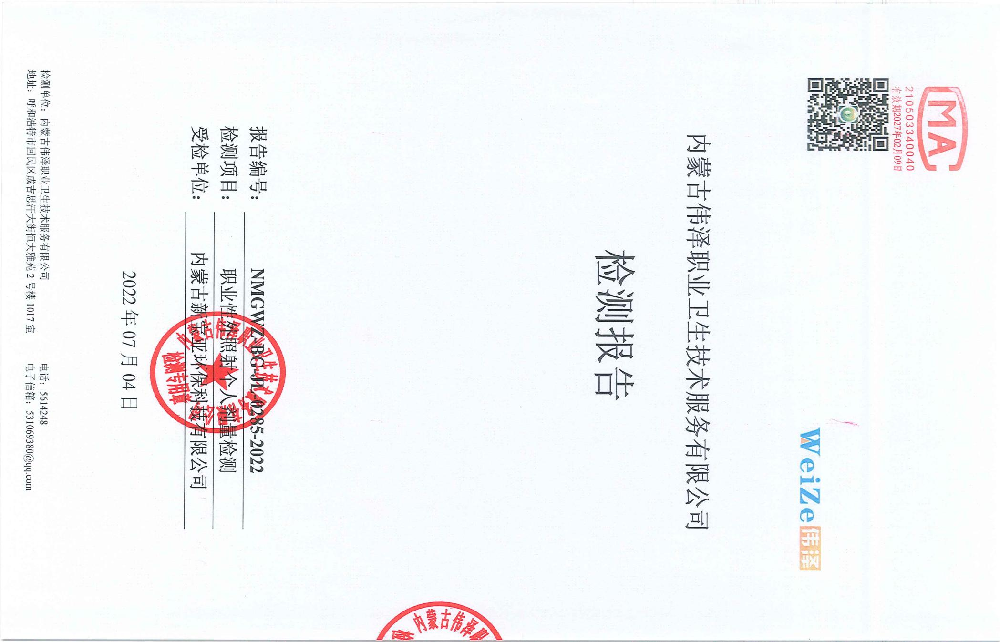 MA
210503340040
有效期2027年02月09日
WeiZe 伟泽
内蒙古伟泽职业卫生技术服务有限公司
检测报告
报告编号: NMGWZ-BG-JL-0285-2022
检测项目: 职业性外照射个人剂量检测
受检单位: 内蒙古新亚环保科技有限公司
内蒙古伟泽职业卫生技术服务有限公司
检测专用章
2022 年 07 月 04 日
检测单位: 内蒙古伟泽职业卫生技术服务有限公司 电话: 5614248
地址: 呼和浩特市回民区成吉思汗大街恒大雅苑 2 号楼 1017 室 电子信箱: 531069380@qq.com
内蒙古伟泽职